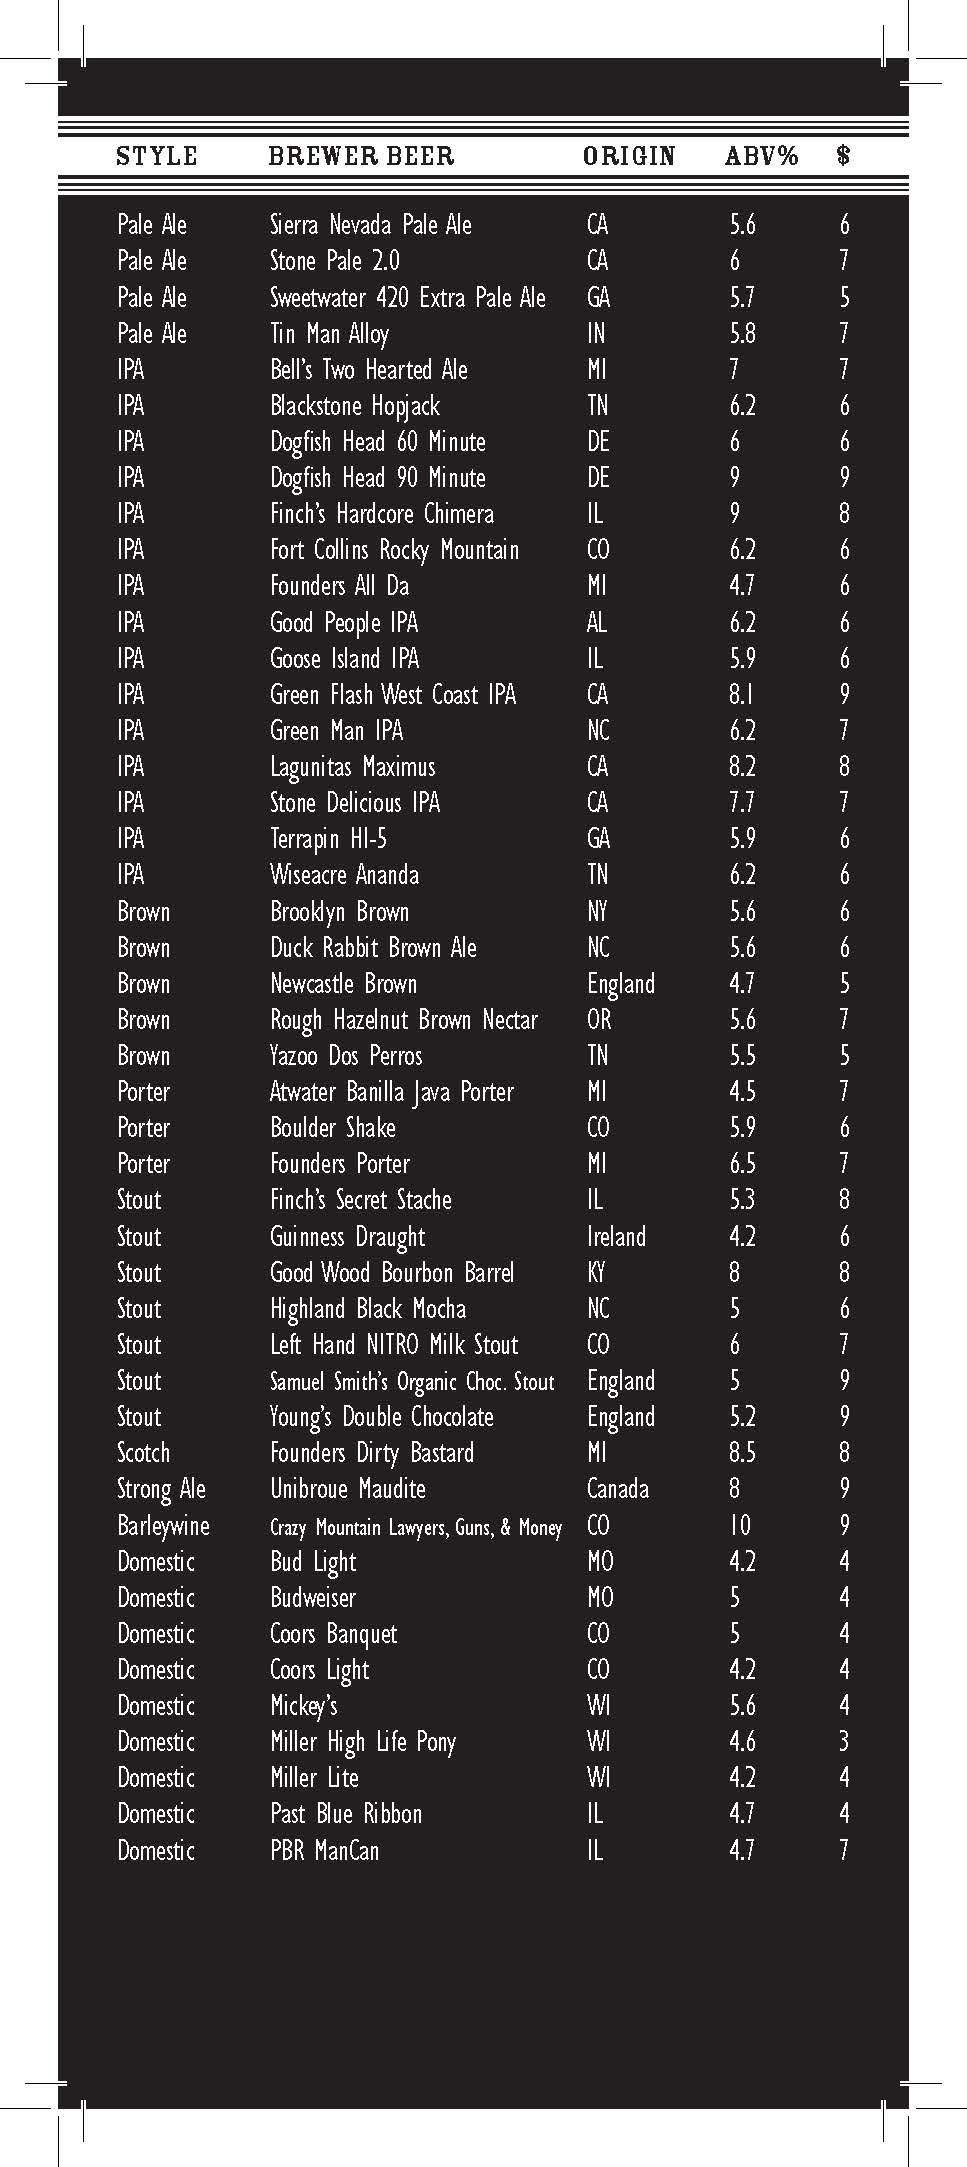 STYLE BREWER BEER ORIGIN ABV% $
Pale Ale Sierra Nevada Pale Ale CA 5.6 6
Pale Ale Stone Pale 2.0 CA 6 7
Pale Ale Sweetwater 420 Extra Pale Ale GA 5.7 5
Pale Ale Tin Man Alloy IN 5.8 7
IPA Bell's Two Hearted Ale MI 7 7
IPA Blackstone Hopjack TN 6.2 6
IPA Dogfish Head 60 Minute DE 6 6
IPA Dogfish Head 90 Minute DE 9 9
IPA Finch's Hardcore Chimera IL 9 8
IPA Fort Collins Rocky Mountain CO 6.2 6
IPA Founders All Da MI 4.7 6
IPA Good People IPA AL 6.2 6
IPA Goose Island IPA IL 5.9 6
IPA Green Flash West Coast IPA CA 8.1 9
IPA Green Man IPA NC 6.2 7
IPA Lagunitas Maximus CA 8.2 8
IPA Stone Delicious IPA CA 7.7 7
IPA Terrapin HI-5 GA 5.9 6
IPA Wiseacre Ananda TN 6.2 6
Brown Brooklyn Brown NY 5.6 6
Brown Duck Rabbit Brown Ale NC 5.6 6
Brown Newcastle Brown England 4.7 5
Brown Rough Hazelnut Brown Nectar OR 5.6 7
Brown Yazoo Dos Perros TN 5.5 5
Porter Atwater Banilla Java Porter MI 4.5 7
Porter Boulder Shake CO 5.9 6
Porter Founders Porter MI 6.5 7
Stout Finch's Secret Stache IL 5.3 8
Stout Guinness Draught Ireland 4.2 6
Stout Good Wood Bourbon Barrel KY 8 8
Stout Highland Black Mocha NC 5 6
Stout Left Hand NITRO Milk Stout CO 6 7
Stout Samuel Smith's Organic Choc. Stout England 5 9
Stout Young's Double Chocolate England 5.2 9
Scotch Founders Dirty Bastard MI 8.5 8
Strong Ale Unibroue Maudite Canada 8 9
Barleywine Crazy Mountain Lawyers, Guns, & Money CO 10 9
Domestic Bud Light MO 4.2 4
Domestic Budweiser MO 5 4
Domestic Coors Banquet CO 5 4
Domestic Coors Light CO 4.2 4
Domestic Mickey's WI 5.6 4
Domestic Miller High Life Pony WI 4.6 3
Domestic Miller Lite WI 4.2 4
Domestic Past Blue Ribbon IL 4.7 4
Domestic PBR ManCan IL 4.7 7